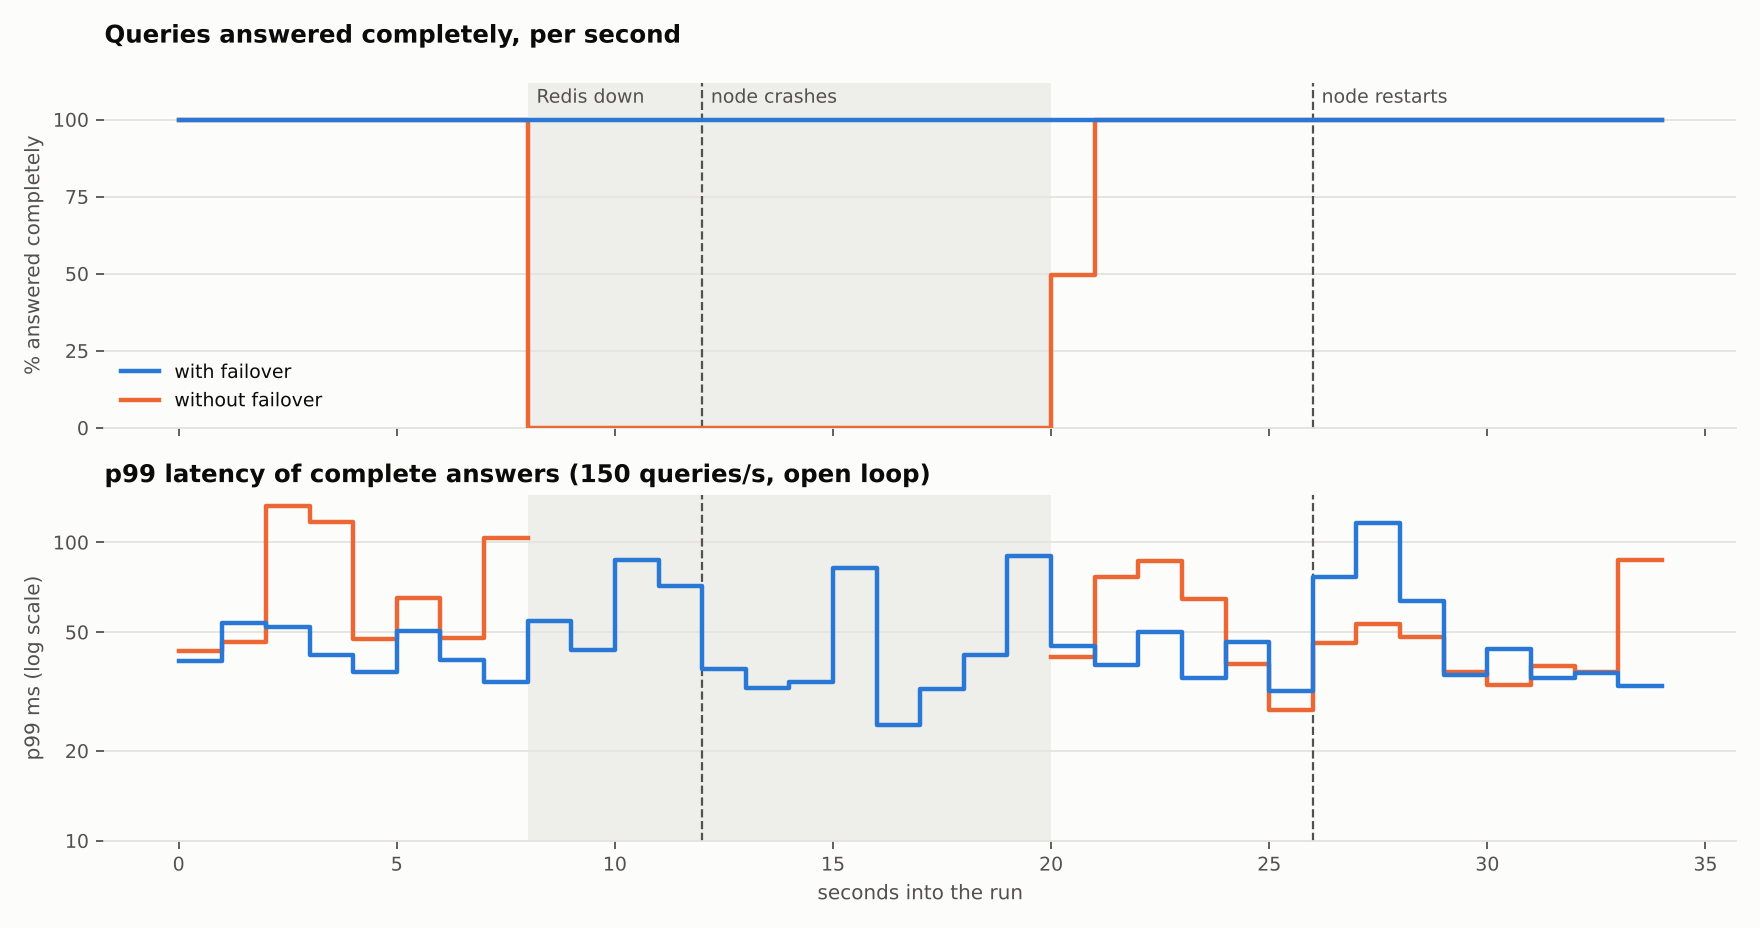 Queries answered completely, per second
Redis down
node crashes
node restarts
100
75
50
25
0
% answered completely
with failover
without failover
p99 latency of complete answers (150 queries/s, open loop)
100
50
20
10
p99 ms (log scale)
0 5 10 15 20 25 30 35
seconds into the run